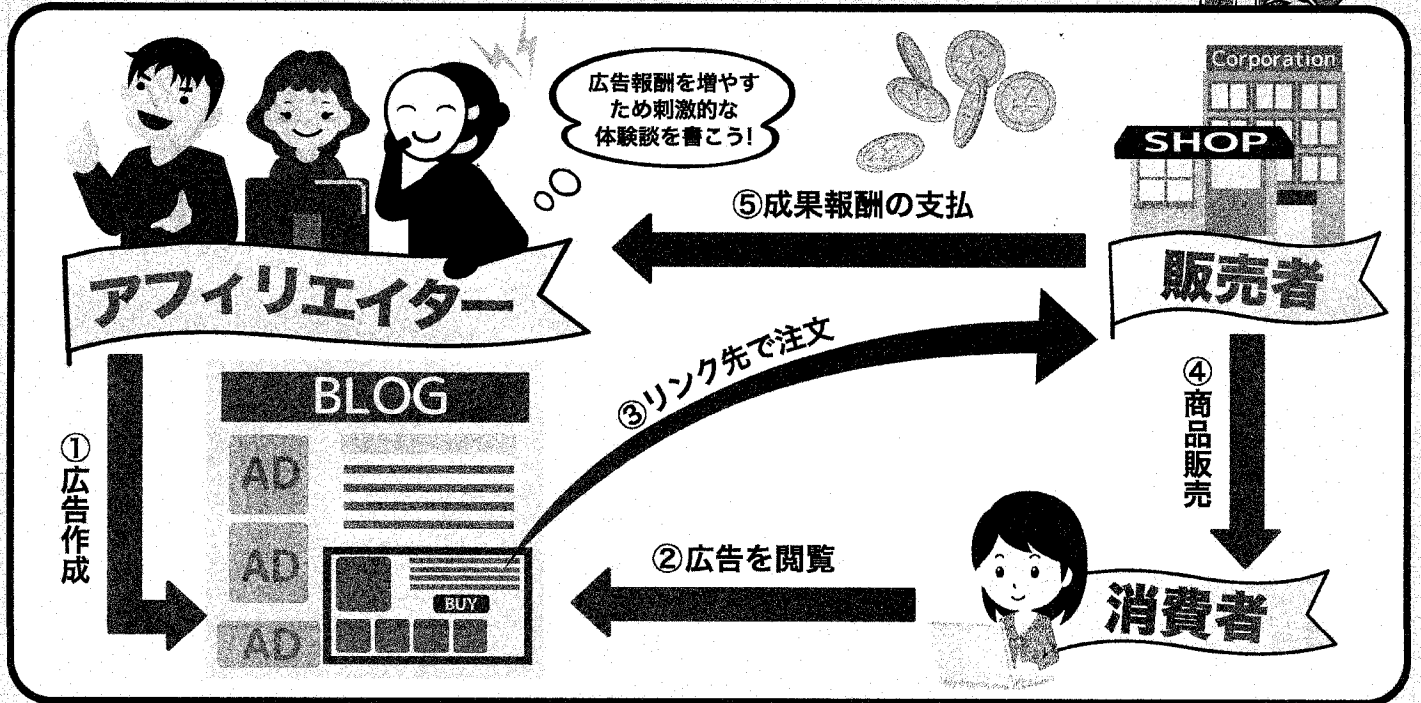 広告報酬を増やす
ため刺激的な
体験談を書こう!
Corporation
SHOP
⑤成果報酬の支払
アフィリエイター
販売者
③リンク先で注文
④商品販売
①広告作成
BLOG
AD
AD
AD
BUY
②広告を閲覧
消費者